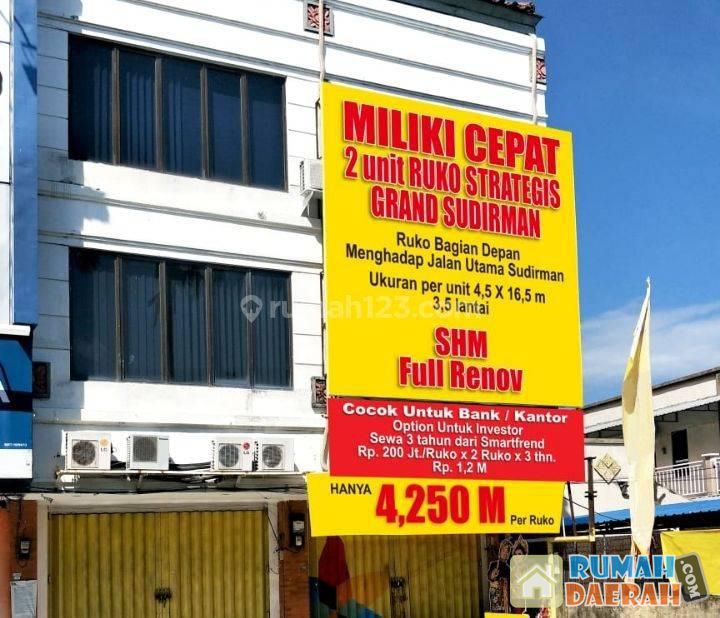 MILIKI CEPAT
2 unit RUKO STRATEGIS
GRAND SUDIRMAN
Ruko Bagian Depan
Menghadap Jalan Utama Sudirman
Ukuran per unit 4,5 X 16,5 m
3,5 lantai
rumah123.com
SHM
Full Renov
Cocok Untuk Bank / Kantor
Option Untuk Investor
Sewa 3 tahun dari Smartfrend
Rp. 200 Jt./Ruko x 2 Ruko x 3 thn.
Rp. 1,2 M
HANYA 4,250 M Per Ruko
LG
LG
RUMAH
DAERAH.COM